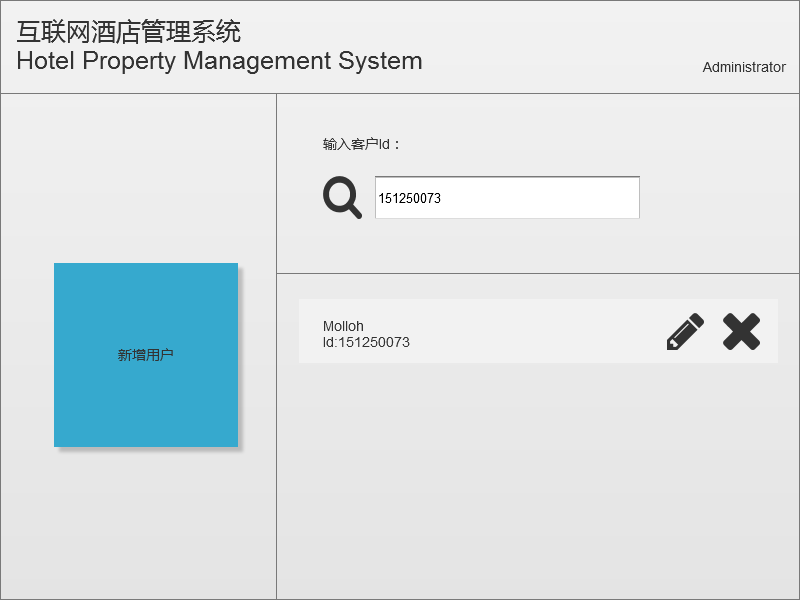 互联网酒店管理系统
Hotel Property Management System
Administrator
输入客户Id：
151250073
新增用户
Molloh
Id:151250073